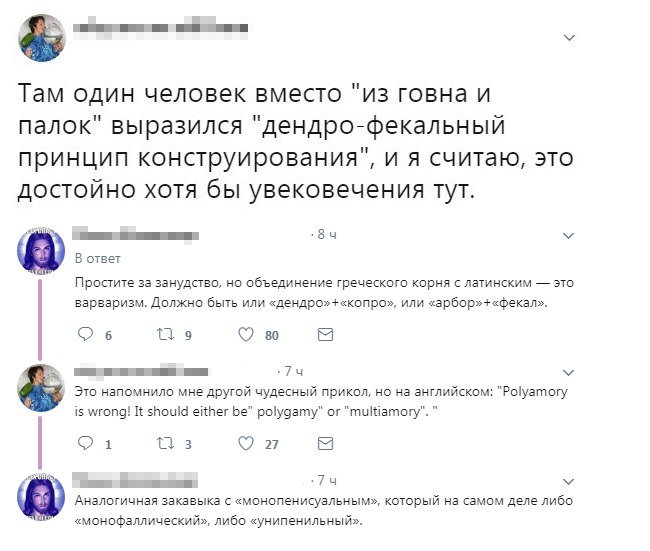 Там один человек вместо "из говна и
палок" выразился "дендро-фекальный
принцип конструирования", и я считаю, это
достойно хотя бы увековечения тут.
· 8 ч
В ответ
Простите за занудство, но объединение греческого корня с латинским — это
варваризм. Должно быть или «дендро»+«копро», или «арбор»+«фекал».
6 9 80
· 7 ч
Это напомнило мне другой чудесный прикол, но на английском: "Polyamory
is wrong! It should either be" polygamy" or "multiamory". "
1 3 27
· 7 ч
Аналогичная закавыка с «монопенисуальным», который на самом деле либо
«монофаллический», либо «унипенильный».